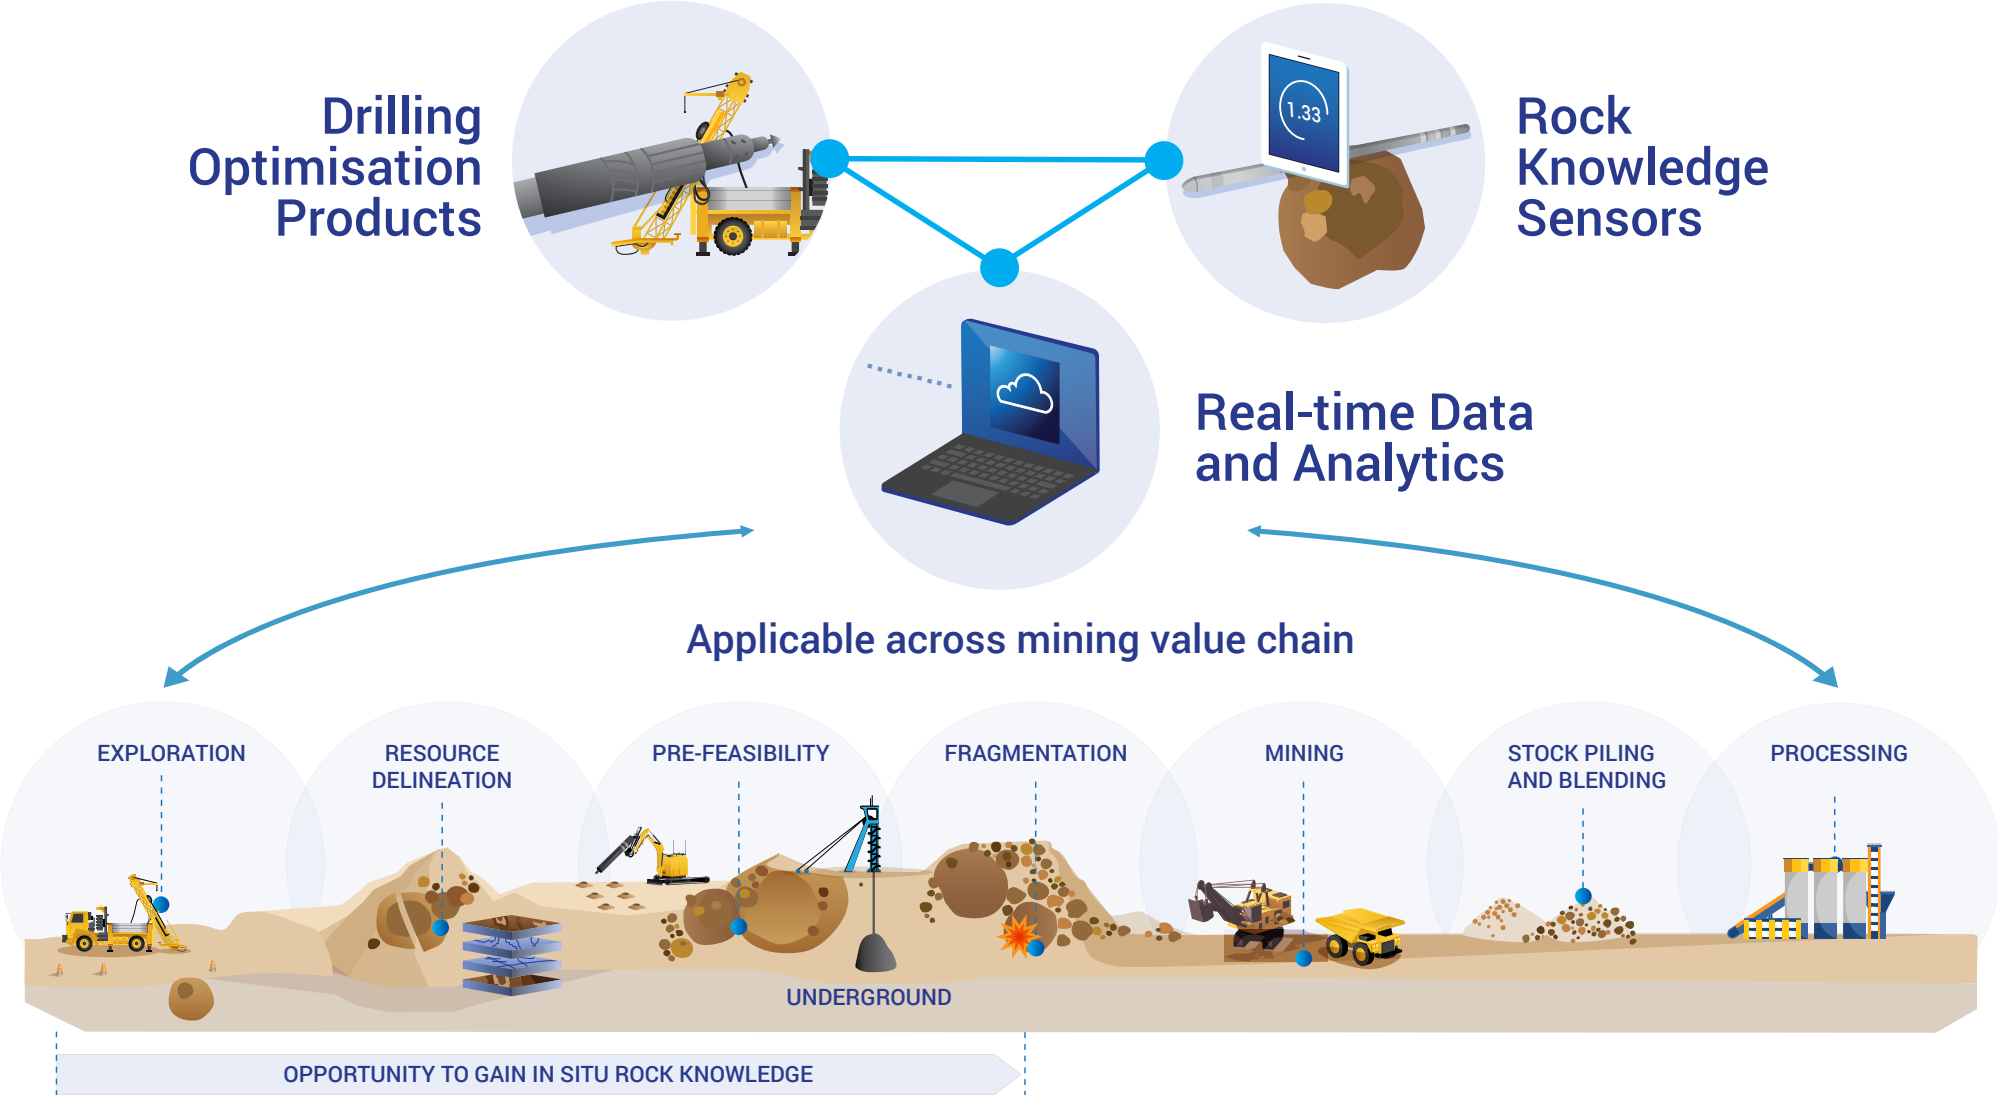 Drilling
Optimisation
Products
1.33
Rock
Knowledge
Sensors
Real-time Data
and Analytics
Applicable across mining value chain
EXPLORATION
RESOURCE
DELINEATION
PRE-FEASIBILITY
FRAGMENTATION
MINING
STOCK PILING
AND BLENDING
PROCESSING
UNDERGROUND
OPPORTUNITY TO GAIN IN SITU ROCK KNOWLEDGE